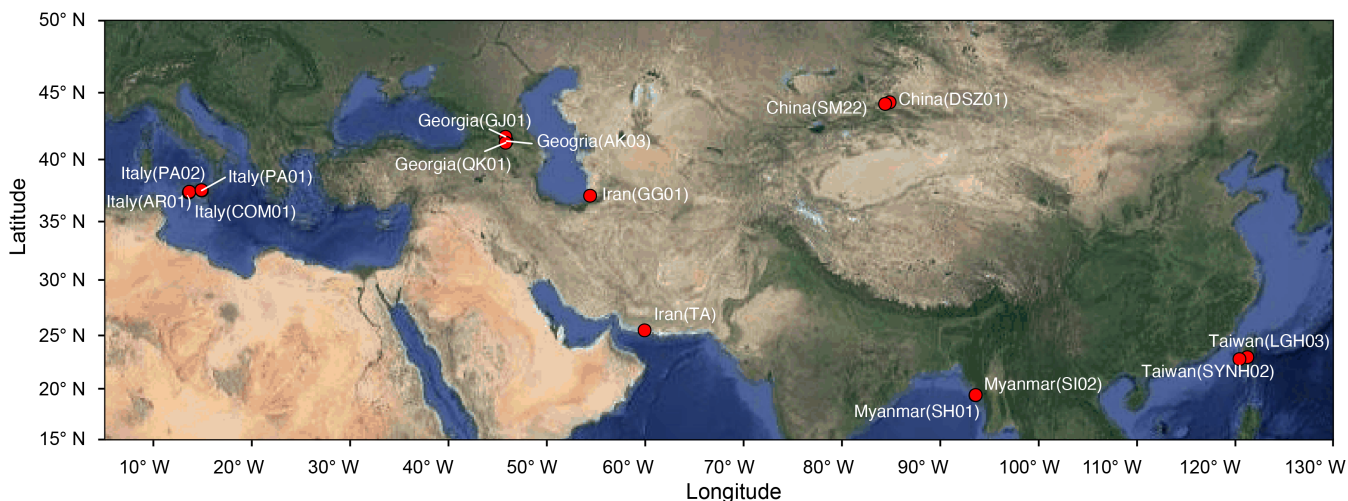 50° N
45° N
40° N
35° N
30° N
25° N
20° N
15° N
Latitude
China(SM22)
China(DSZ01)
Georgia(GJ01)
Geogria(AK03)
Georgia(QK01)
Italy(PA02)
Italy(PA01)
Italy(AR01)
Italy(COM01)
Iran(GG01)
Iran(TA)
Taiwan(LGH03)
Taiwan(SYNH02)
Myanmar(SI02)
Myanmar(SH01)
10° W
20° W
30° W
40° W
50° W
60° W
70° W
80° W
90° W
100° W
110° W
120° W
130° W
Longitude